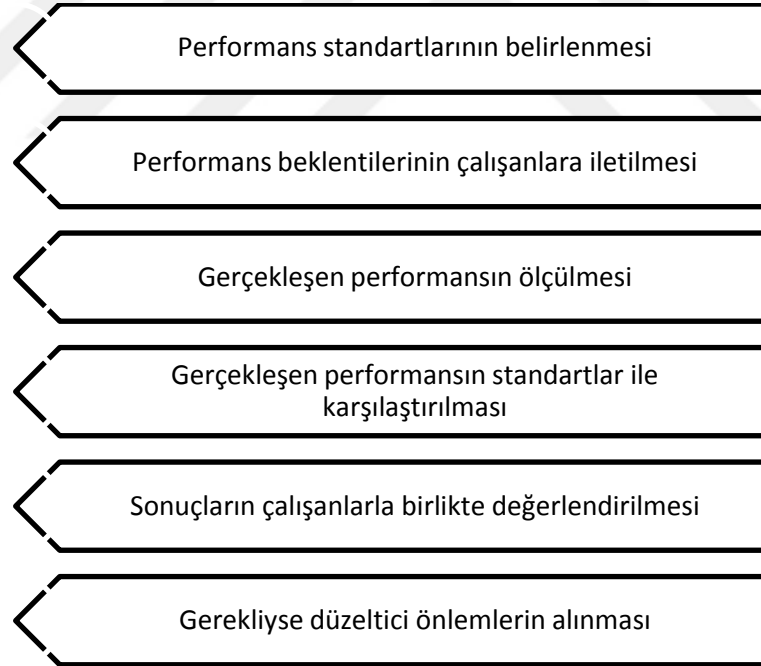 Performans standartlarının belirlenmesi
Performans beklentilerinin çalışanlara iletilmesi
Gerçekleşen performansın ölçülmesi
Gerçekleşen performansın standartlar ile
karşılaştırılması
Sonuçların çalışanlarla birlikte değerlendirilmesi
Gerekliyse düzeltici önlemlerin alınması